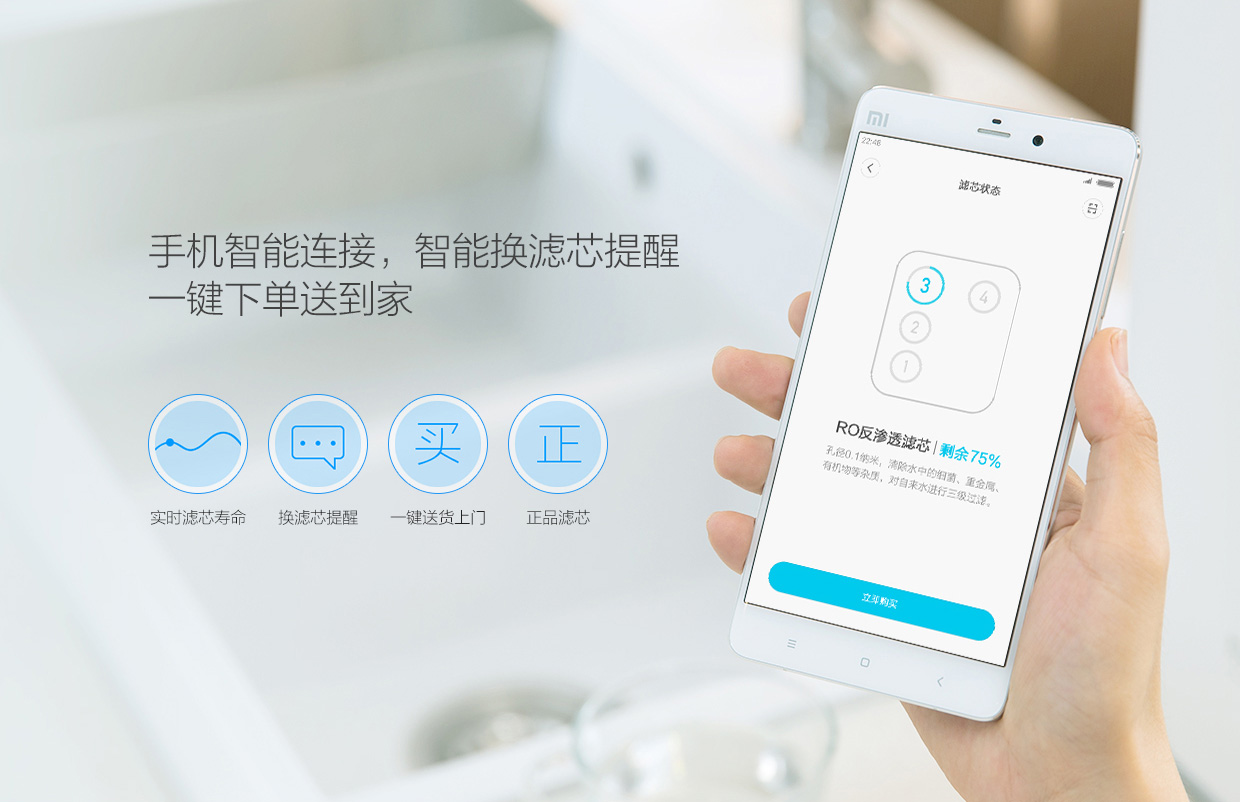 手机智能连接，智能换滤芯提醒
一键下单送到家
买
正
实时滤芯寿命
换滤芯提醒
一键送货上门
正品滤芯
mi
22:48
滤芯状态
3
4
2
1
RO反渗透滤芯|剩余75%
孔径0.1纳米，清除水中的细菌、重金属、
有机物等杂质，对自来水进行三级过滤。
立即购买